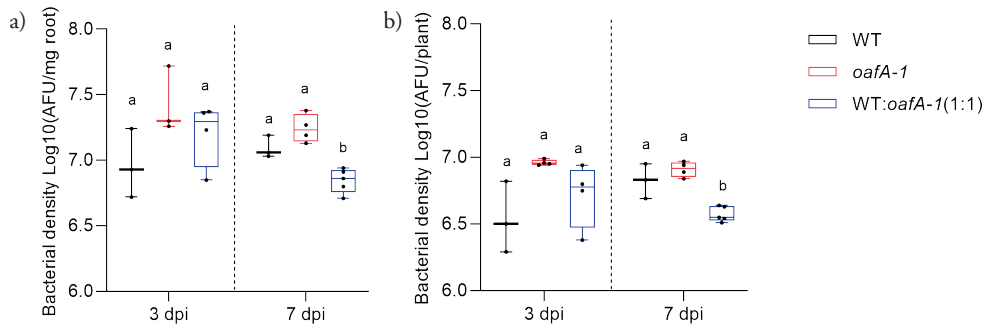 a)
Bacterial density Log10(AFU/mg root)
8.0
7.5
7.0
6.5
6.0
a
a
a
a
a
b
3 dpi
7 dpi
b)
Bacterial density Log10(AFU/plant)
8.0
7.5
7.0
6.5
6.0
a
a
a
a
a
b
3 dpi
7 dpi
WT
oafA-1
WT:oafA-1(1:1)